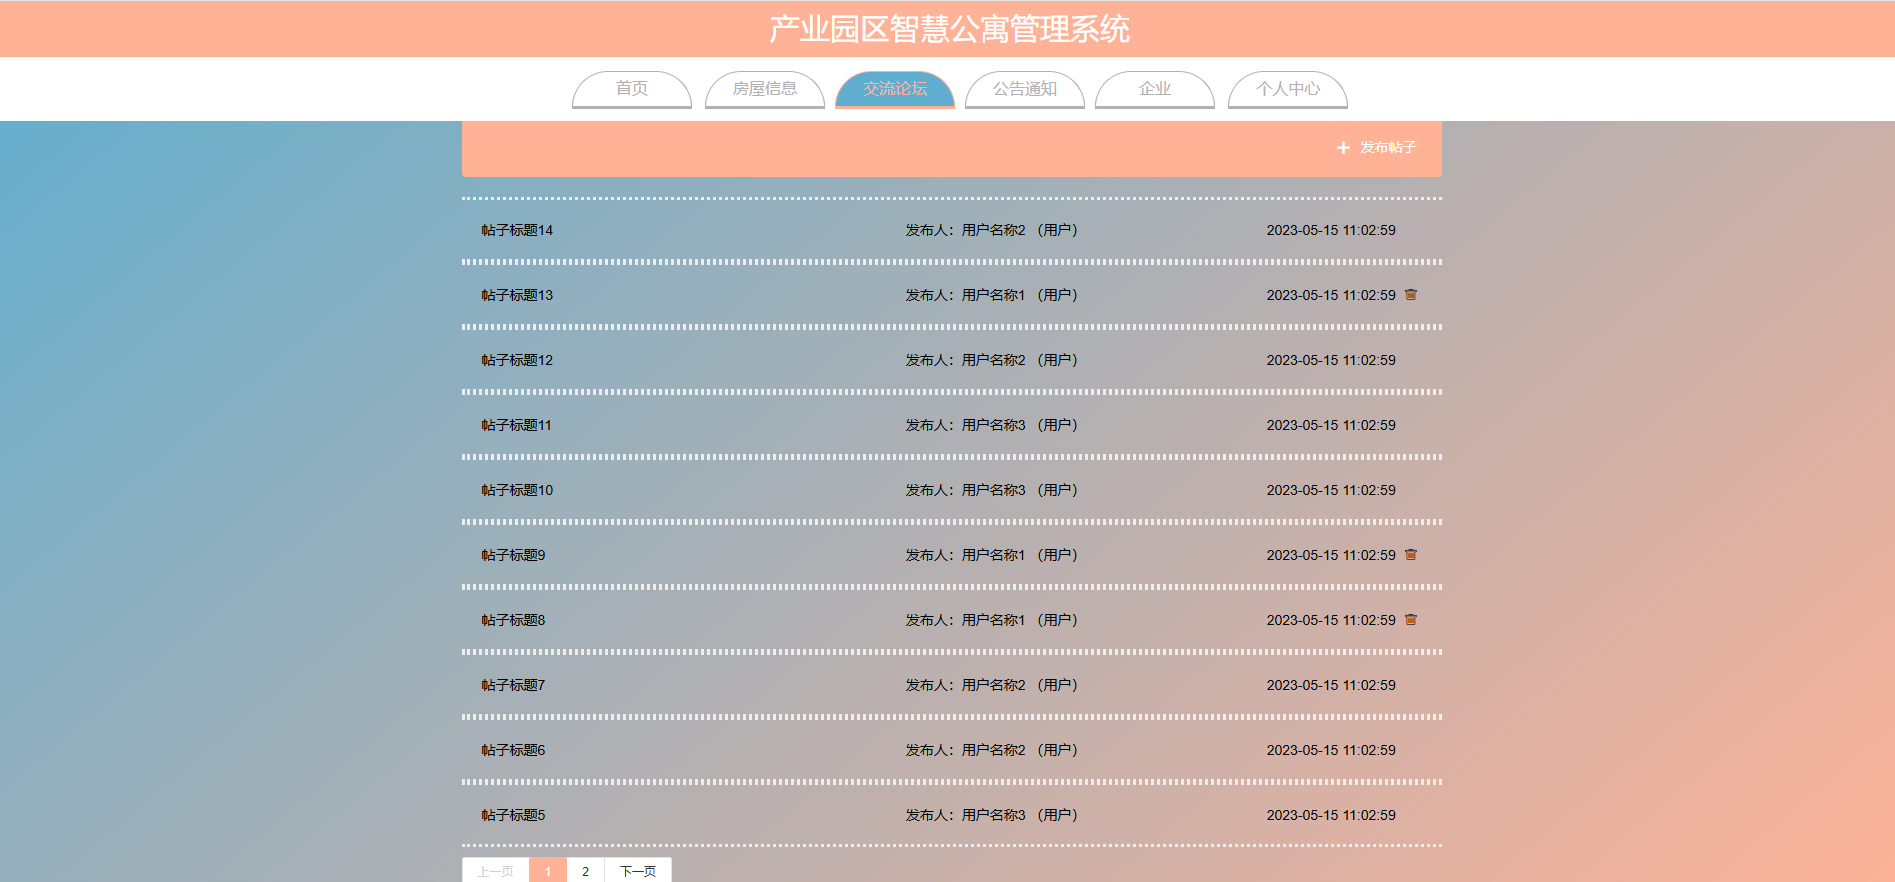 产业园区智慧公寓管理系统
首页 房屋信息 交流论坛 公告通知 企业 个人中心
发布帖子
帖子标题14 发布人：用户名称2 （用户） 2023-05-15 11:02:59
帖子标题13 发布人：用户名称1 （用户） 2023-05-15 11:02:59
帖子标题12 发布人：用户名称2 （用户） 2023-05-15 11:02:59
帖子标题11 发布人：用户名称3 （用户） 2023-05-15 11:02:59
帖子标题10 发布人：用户名称3 （用户） 2023-05-15 11:02:59
帖子标题9 发布人：用户名称1 （用户） 2023-05-15 11:02:59
帖子标题8 发布人：用户名称1 （用户） 2023-05-15 11:02:59
帖子标题7 发布人：用户名称2 （用户） 2023-05-15 11:02:59
帖子标题6 发布人：用户名称2 （用户） 2023-05-15 11:02:59
帖子标题5 发布人：用户名称3 （用户） 2023-05-15 11:02:59
上一页 1 2 下一页